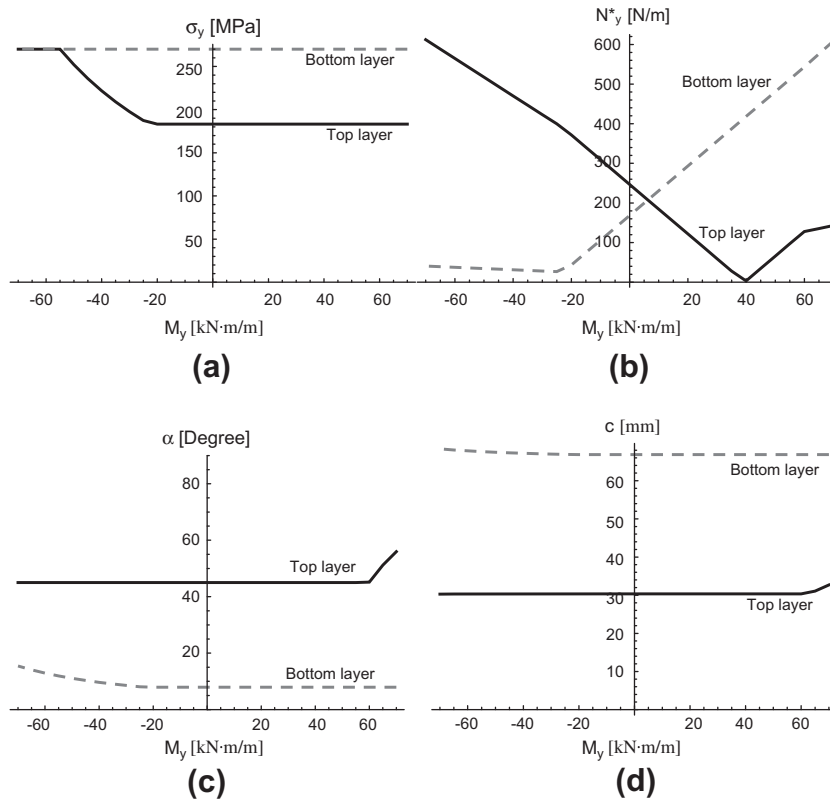 σy [MPa]
250
200
150
100
50
Bottom layer
Top layer
-60 -40 -20 20 40 60
My [kN·m/m]
(a)
N*y [N/m]
600
500
400
300
200
100
Bottom layer
Top layer
-60 -40 -20 20 40 60
My [kN·m/m]
(b)
α [Degree]
80
60
40
20
Top layer
Bottom layer
-60 -40 -20 20 40 60
My [kN·m/m]
(c)
c [mm]
60
50
40
30
20
10
Bottom layer
Top layer
-60 -40 -20 20 40 60
My [kN·m/m]
(d)